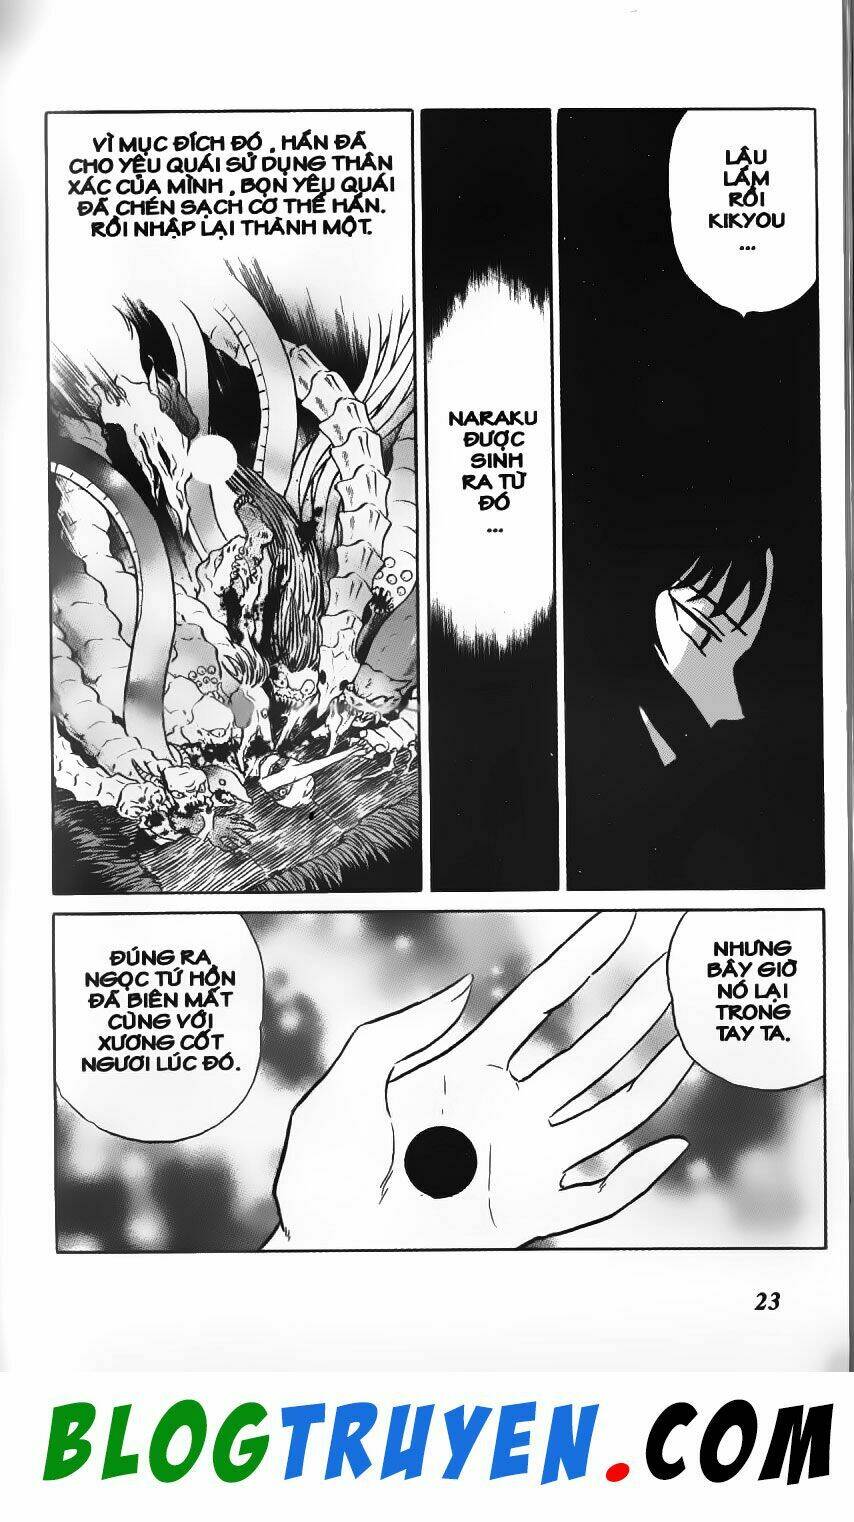 VÌ MỤC ĐÍCH ĐÓ , HẮN ĐÃ
CHO YÊU QUÁI SỬ DỤNG THÂN
XÁC CỦA MÌNH , BỌN YÊU QUÁI
ĐÃ CHÉN SẠCH CƠ THỂ HẮN.
RỒI NHẬP LẠI THÀNH MỘT.
NARAKU
ĐƯỢC
SINH
RA TỪ
ĐÓ
...
LÂU
LẮM
RỒI
KIKYOU
...
ĐÚNG RA
NGỌC TỨ HỒN
ĐÃ BIẾN MẤT
CÙNG VỚI
XƯƠNG CỐT
NGƯƠI LÚC ĐÓ.
NHƯNG
BÂY GIỜ
NÓ LẠI
TRONG
TAY TA.
23
BLOGTRUYEN.COM